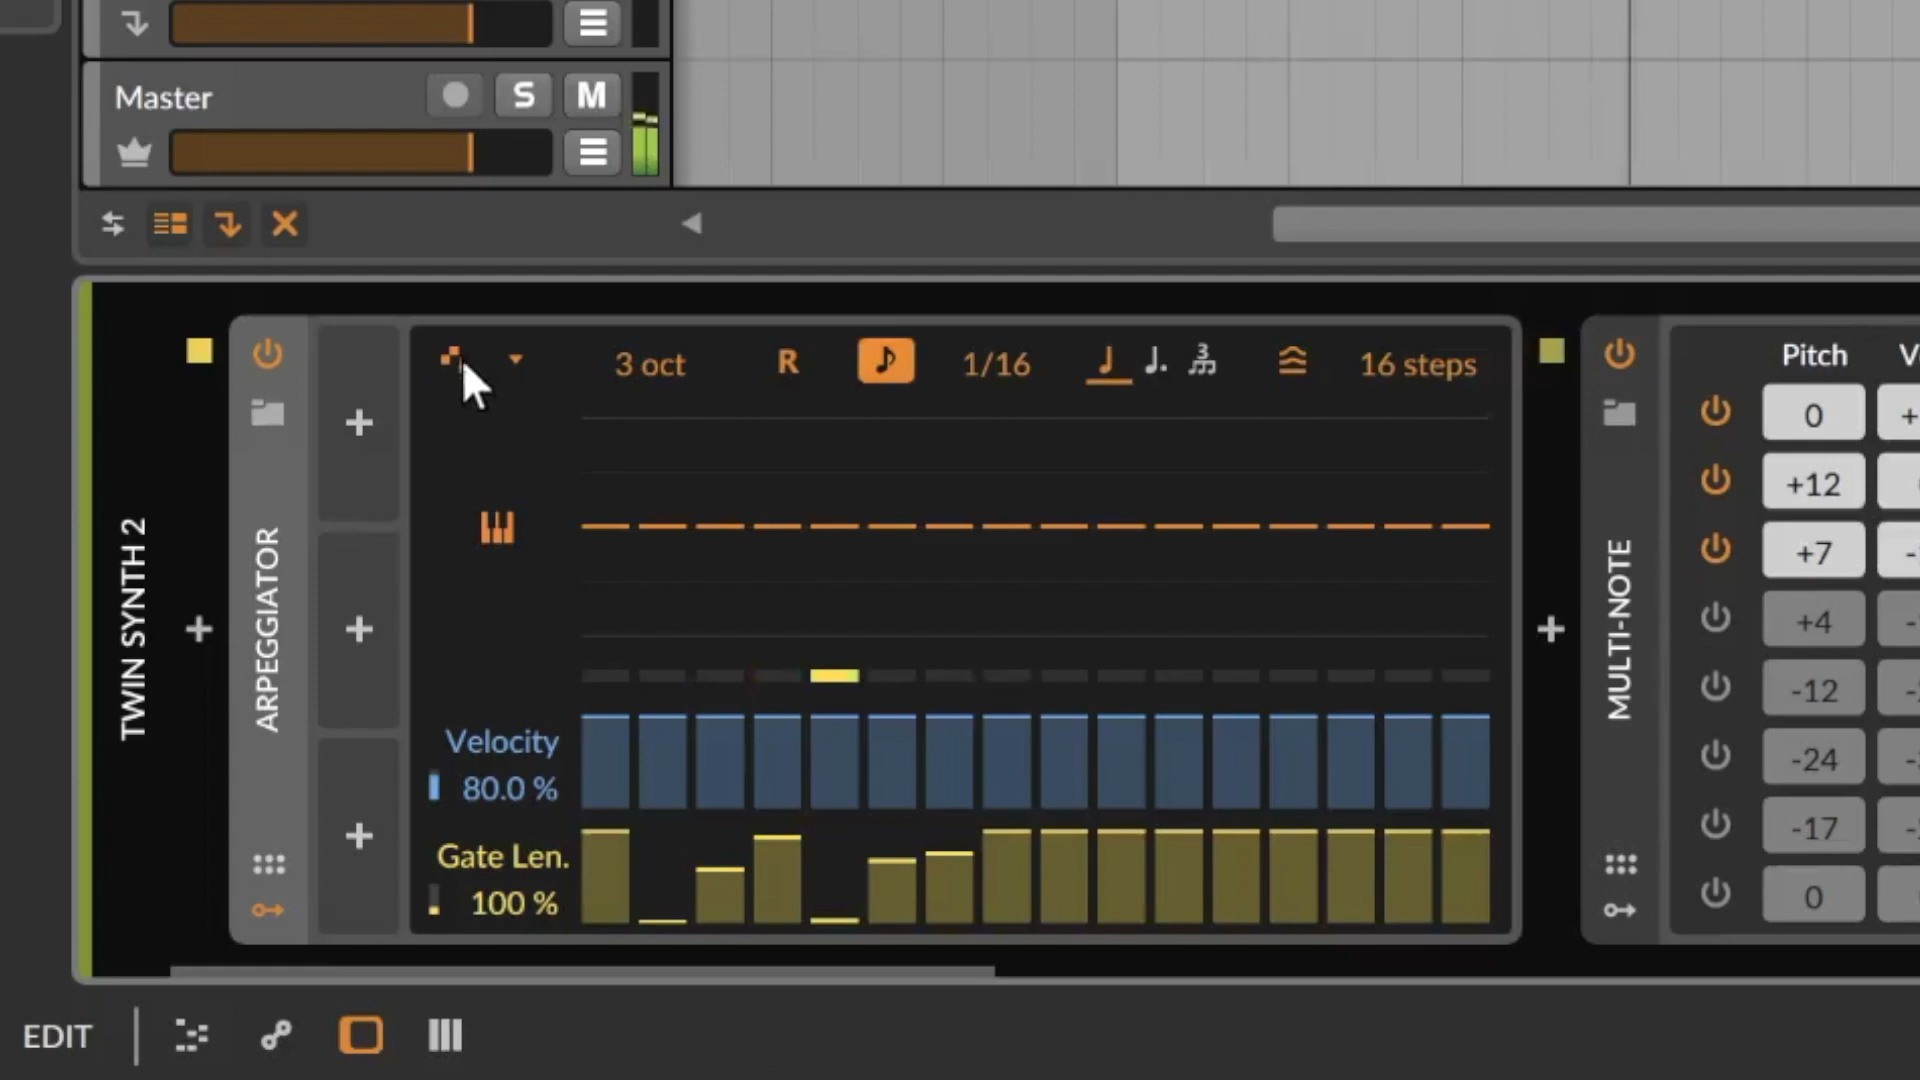 Master S M
3 oct R 1/16 3 16 steps
Pitch
0
+12
+7
+4
-12
-24
-17
0
TWIN SYNTH 2
ARPEGGIATOR
MULTI-NOTE
Velocity
80.0 %
Gate Len.
100 %
EDIT